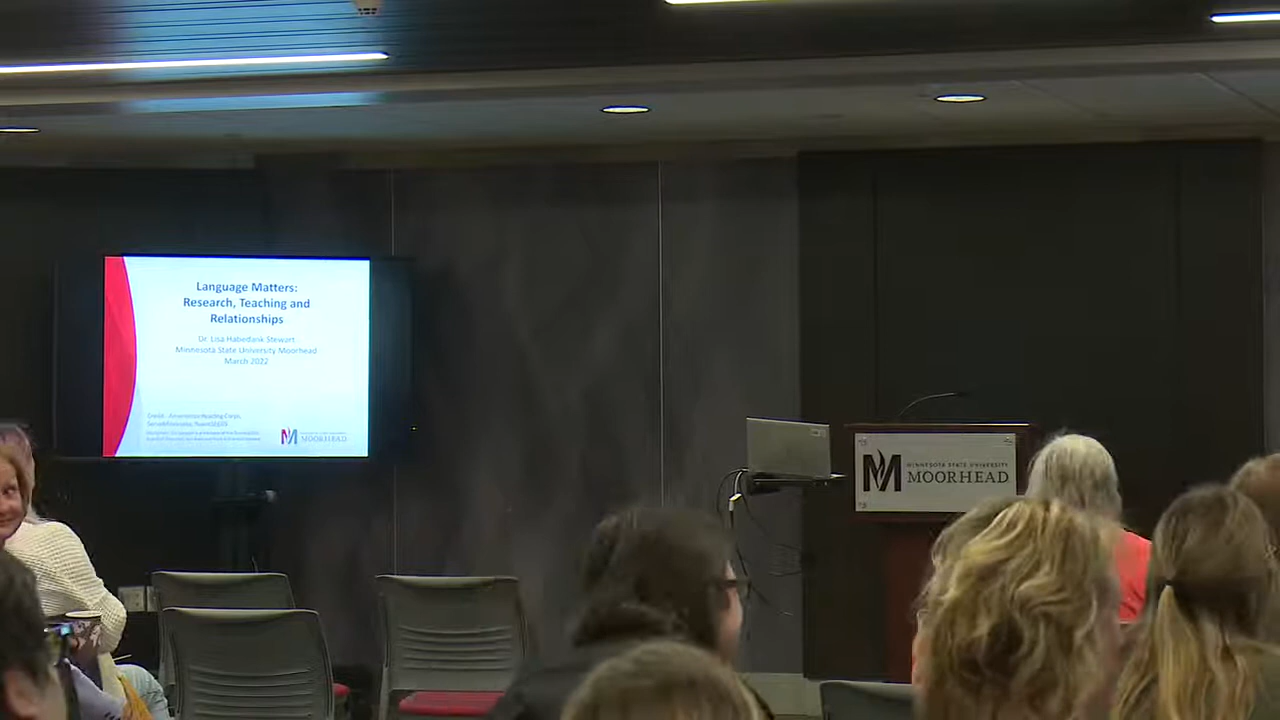 Language Matters:
Research, Teaching and
Relationships
Dr. Lisa Habedank Stewart
Minnesota State University Moorhead
March 2022
MOORHEAD
M MINNESOTA STATE UNIVERSITY
MOORHEAD